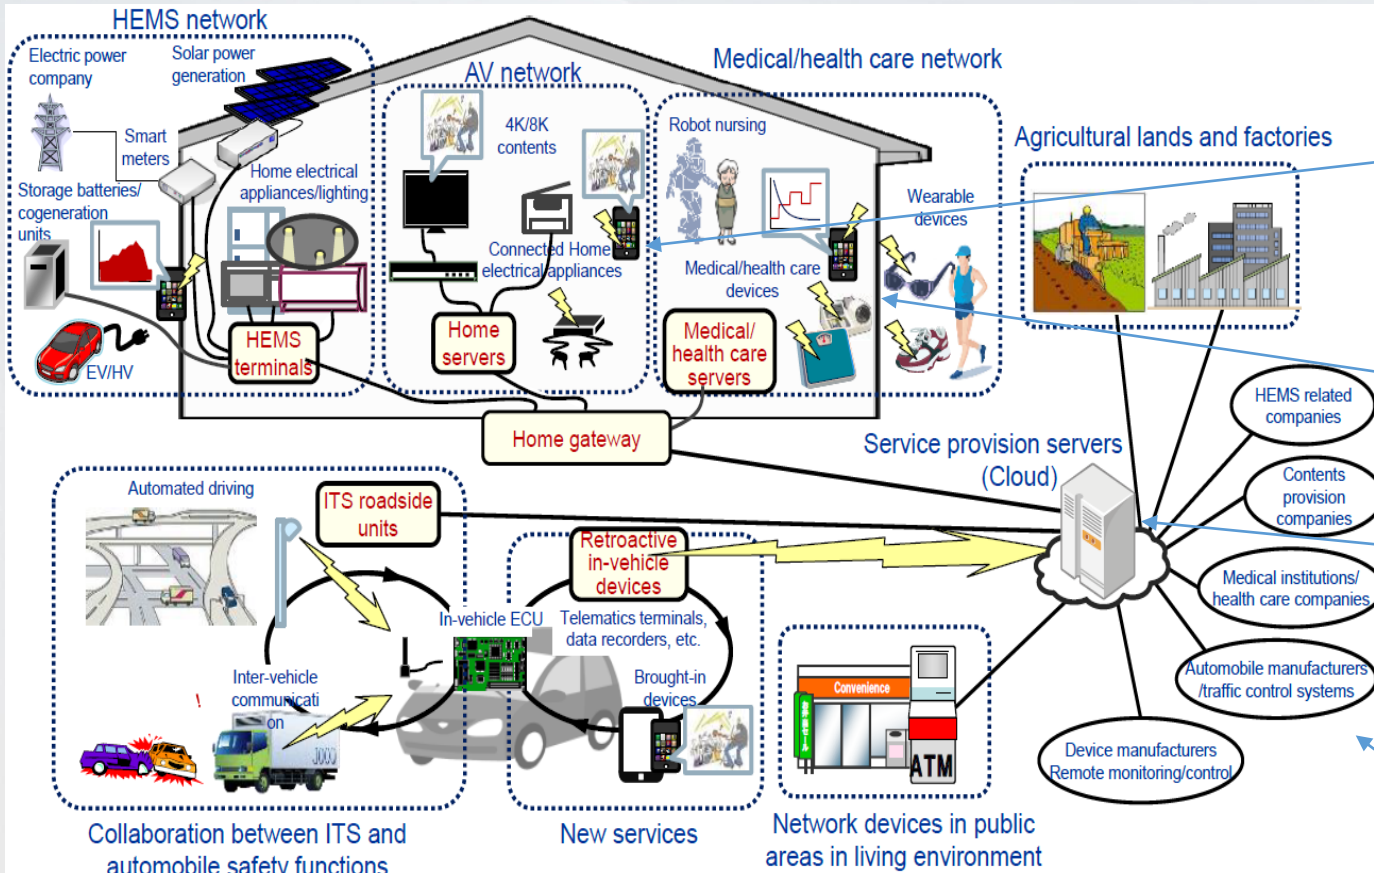 HEMS network
Electric power
company
Solar power
generation
Smart
meters
Storage batteries/
cogeneration
units
Home electrical
appliances/lighting
EV/HV
HEMS
terminals
AV network
4K/8K
contents
Connected Home
electrical appliances
Home
servers
Medical/health care network
Robot nursing
Wearable
devices
Medical/health care
devices
Medical/
health care
servers
Agricultural lands and factories
Home gateway
Service provision servers
(Cloud)
HEMS related
companies
Contents
provision
companies
Medical institutions/
health care companies
Automobile manufacturers
/traffic control systems
Device manufacturers
Remote monitoring/control
Automated driving
ITS roadside
units
Inter-vehicle
communicati
on
!
In-vehicle ECU
Retroactive
in-vehicle
devices
Telematics terminals,
data recorders, etc.
Brought-in
devices
Convenience
ATM
Collaboration between ITS and
automobile safety functions
New services
Network devices in public
areas in living environment